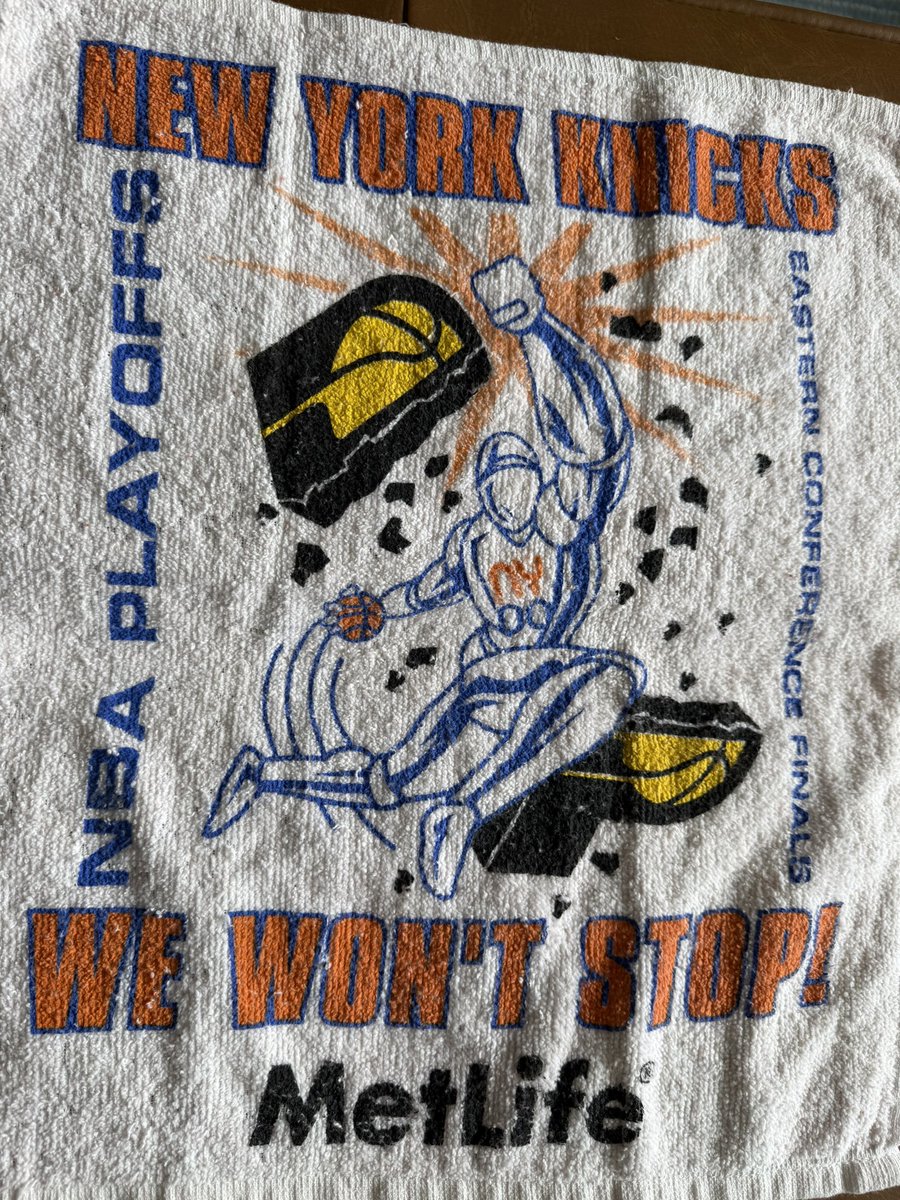 NEW YORK KNICKS
NBA PLAYOFFS
EASTERN CONFERENCE FINALS
NY
WE WON'T STOP!
MetLife®